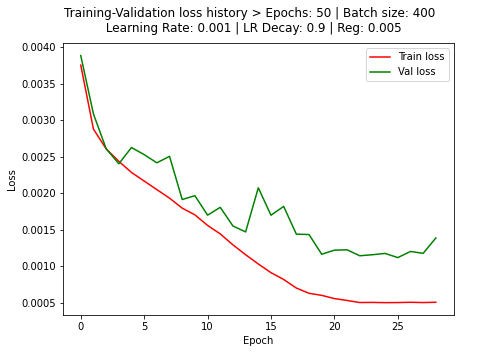 Training-Validation loss history > Epochs: 50 | Batch size: 400
Learning Rate: 0.001 | LR Decay: 0.9 | Reg: 0.005
Train loss
Val loss
Loss
0.0040
0.0035
0.0030
0.0025
0.0020
0.0015
0.0010
0.0005
0 5 10 15 20 25
Epoch